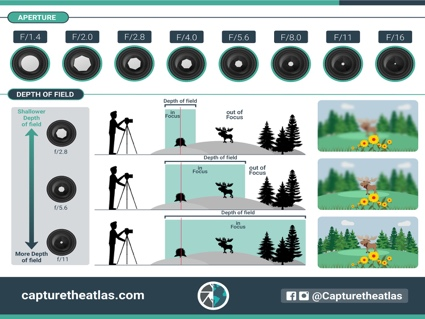 APERTURE
F/1.4 F/2.0 F/2.8 F/4.0 F/5.6 F/8.0 F/11 F/16
DEPTH OF FIELD
Shallower
Depth
of field
f/2.8
f/5.6
f/11
More Depth
of field
Depth of field
in
Focus
out of
Focus
Depth of field
in
Focus
out of
Focus
Depth of field
in
Focus
capturetheatlas.com
@Capturetheatlas